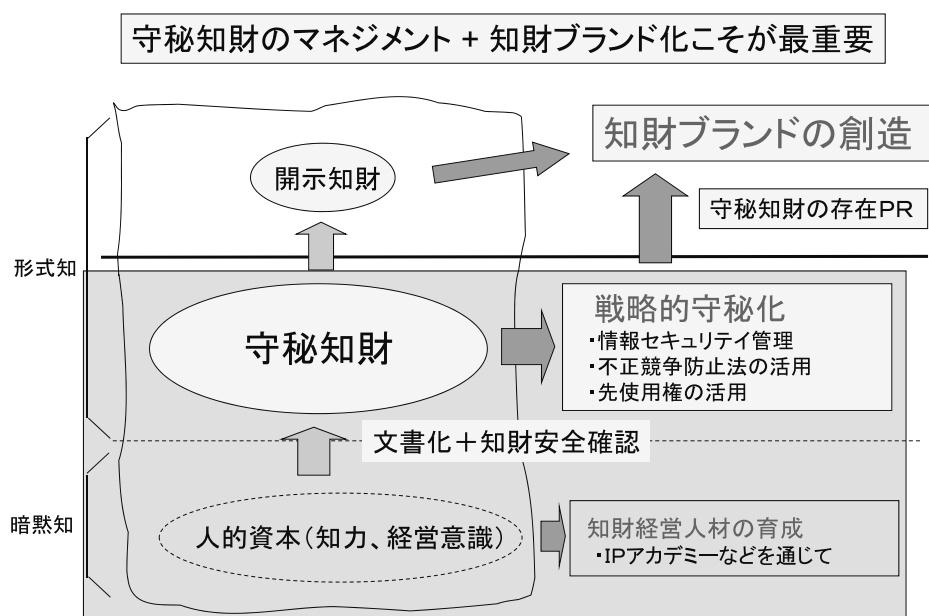 守秘知財のマネジメント + 知財ブランド化こそが最重要
知財ブランドの創造
開示知財
守秘知財の存在PR
形式知
守秘知財
戦略的守秘化
・情報セキュリテイ管理
・不正競争防止法の活用
・先使用権の活用
文書化＋知財安全確認
暗黙知
人的資本（知力、経営意識）
知財経営人材の育成
・IPアカデミーなどを通じて